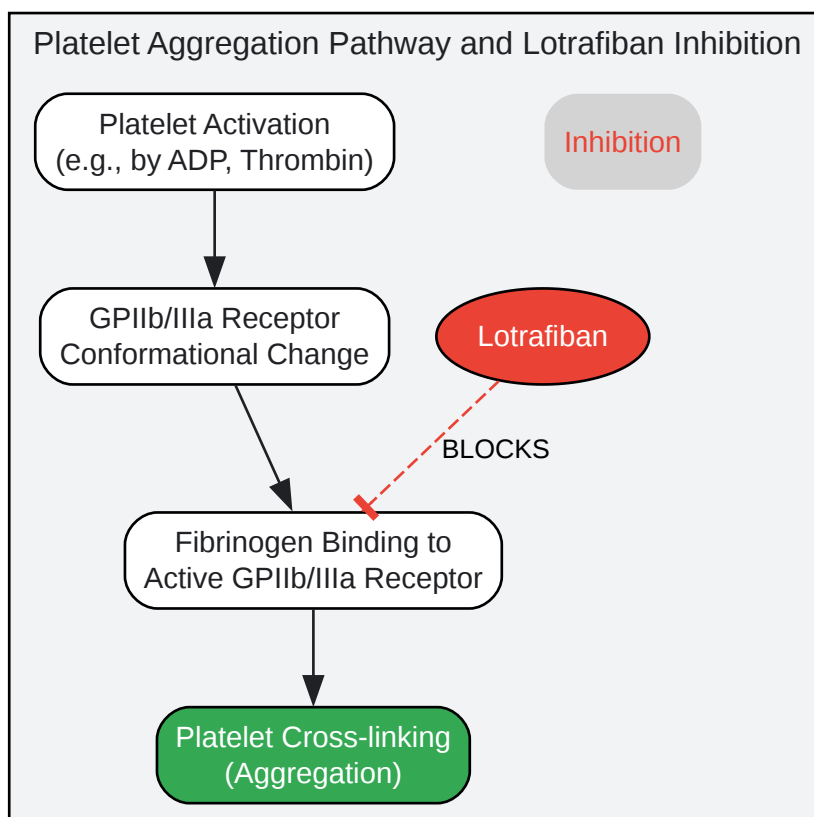 Platelet Aggregation Pathway and Lotrafiban Inhibition
Platelet Activation
(e.g., by ADP, Thrombin)
Inhibition
GPIIb/IIIa Receptor
Conformational Change
Lotrafiban
BLOCKS
Fibrinogen Binding to
Active GPIIb/IIIa Receptor
Platelet Cross-linking
(Aggregation)